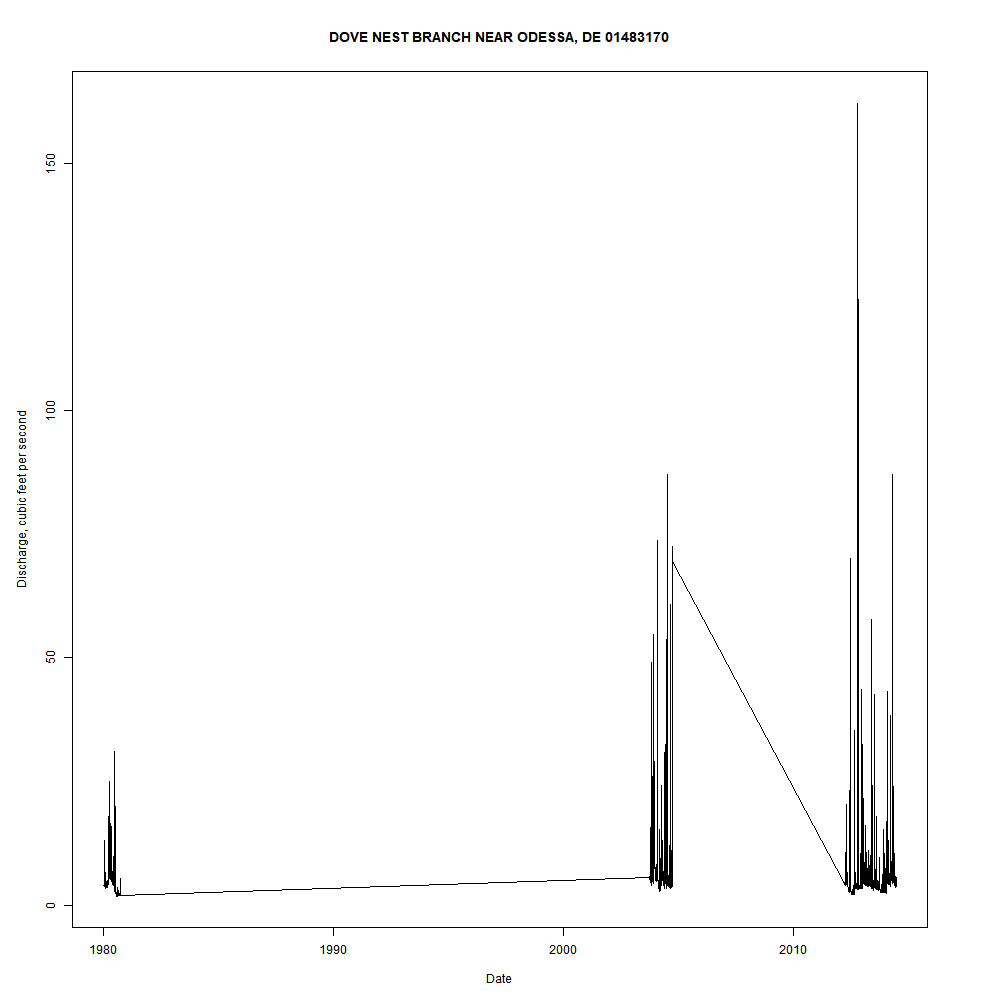 DOVE NEST BRANCH NEAR ODESSA, DE 01483170
Discharge, cubic feet per second
150
100
50
0
1980 1990 2000 2010
Date